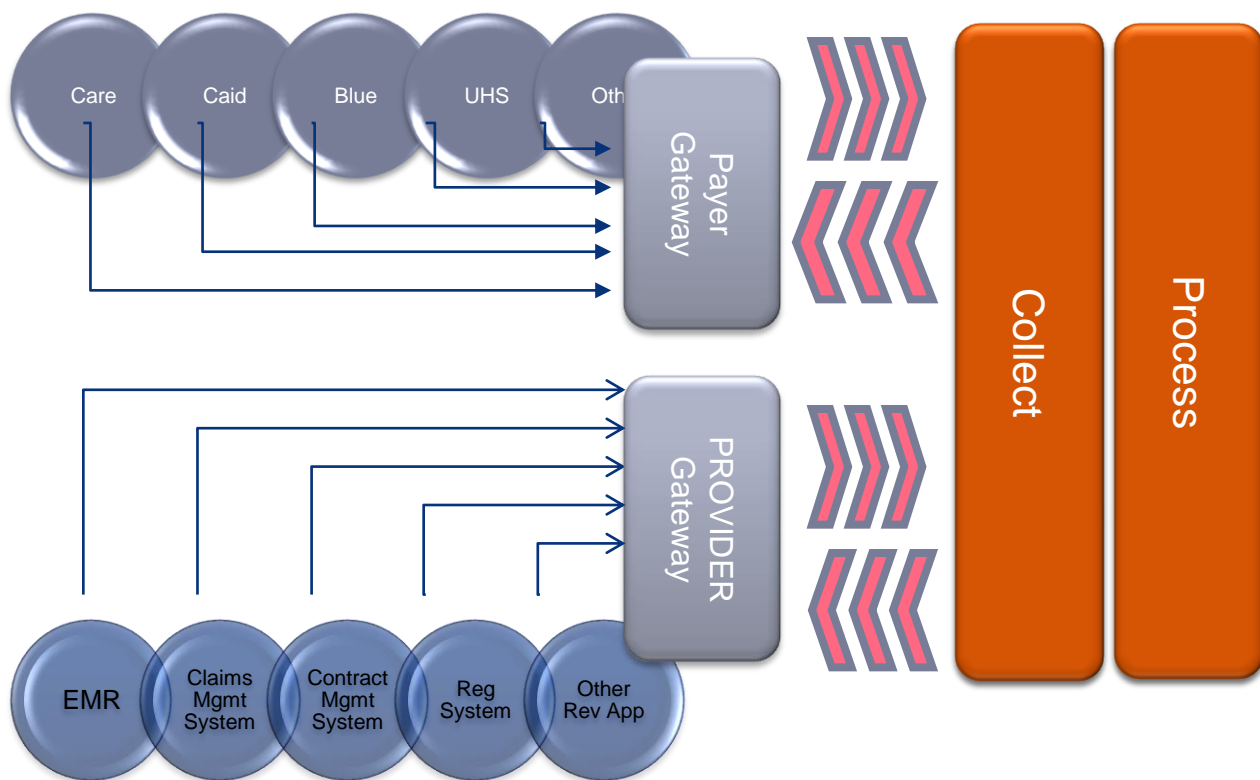 Care
Caid
Blue
UHS
Oth
Payer
Gateway
Collect
Process
PROVIDER
Gateway
EMR
Claims
Mgmt
System
Contract
Mgmt
System
Reg
System
Other
Rev App